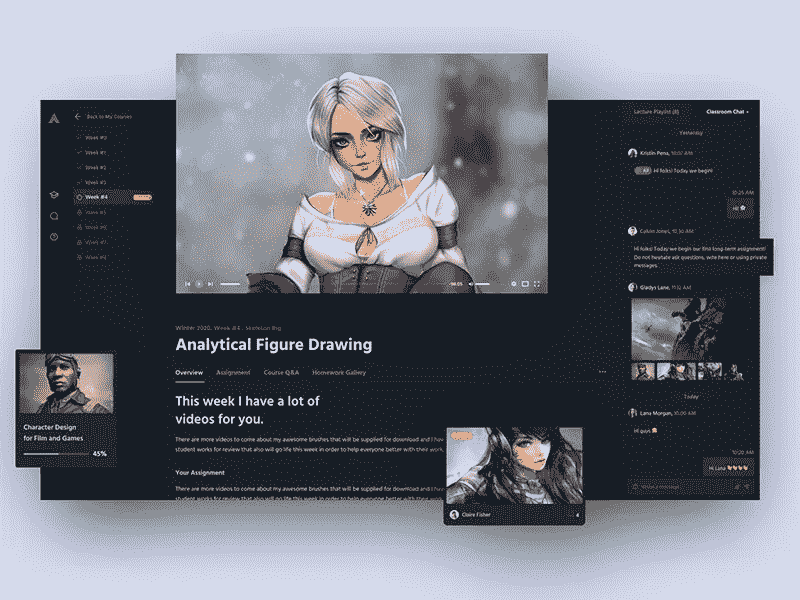 Back to My Courses
Week #0
Week #1
Week #2
Week #3
Week #4
Week #5
Week #6
Week #7
Week #8
Character Design
for Film and Games
45%
Winter 2020, Week #4
Analytical Figure Drawing
Overview
Assignment
Course Q&A
Homework Gallery
This week I have a lot of
videos for you.
There are more videos to come about my awesome brushes that will be supplied for download and I hav
student works for review that also will go life this week in order to help everyone better with their work.
Your Assignment
There are more videos to come about my awesome brushes that will be supplied for download and I hav
student works for review that also will go life this week in order to help everyone better with their work
Claire Fisher
4
Lecture Playlist (8)
Classroom Chat
Yesterday
Kristin Pena, 10:07 AM
All Hi folks! Today we begin!
10:25 AM
Hi!
Calvin Jones, 10:30 AM
Hi folks! Today we begin our first long-term assignment!
Do not hesitate ask questions, write here or using private
messages.
Gladys Lane, 11:12 AM
Today
Lana Morgan, 10:09 AM
Hi guys
10:20 AM
Hi Lana
Write a message...